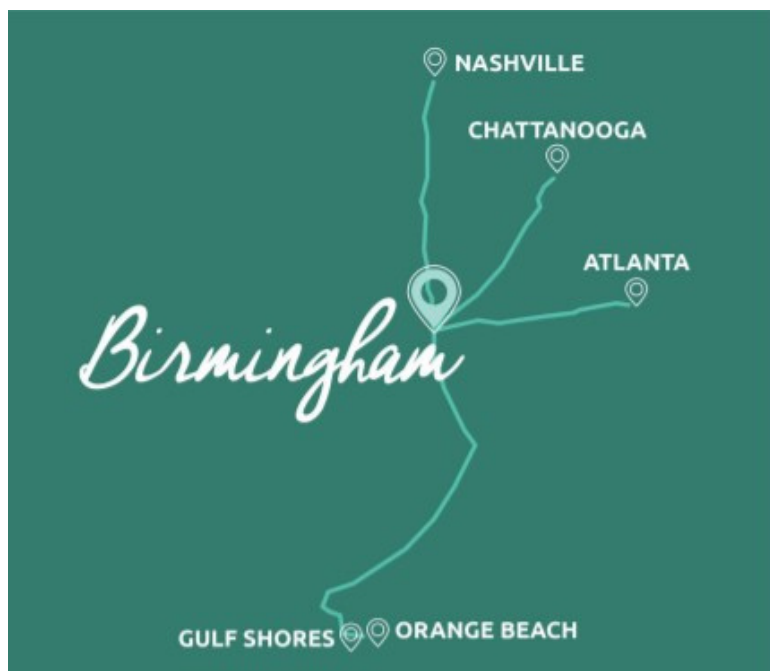 NASHVILLE
CHATTANOOGA
ATLANTA
Birmingham
GULF SHORES
ORANGE BEACH